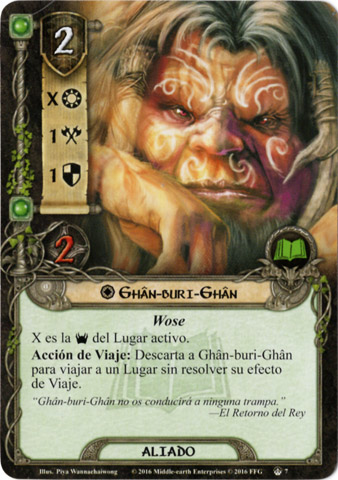 2
X
1
1
2
Ghân-buri-Ghân
Wose
X es la del Lugar activo.
Acción de Viaje: Descarta a Ghân-buri-Ghân
para viajar a un Lugar sin resolver su efecto
de Viaje.
“Ghân-buri-Ghân no os conducirá a ninguna trampa.”
—El Retorno del Rey
ALIADO
Illus. Piya Wannachaiwong © 2016 Middle-earth Enterprises © 2016 FFG 7